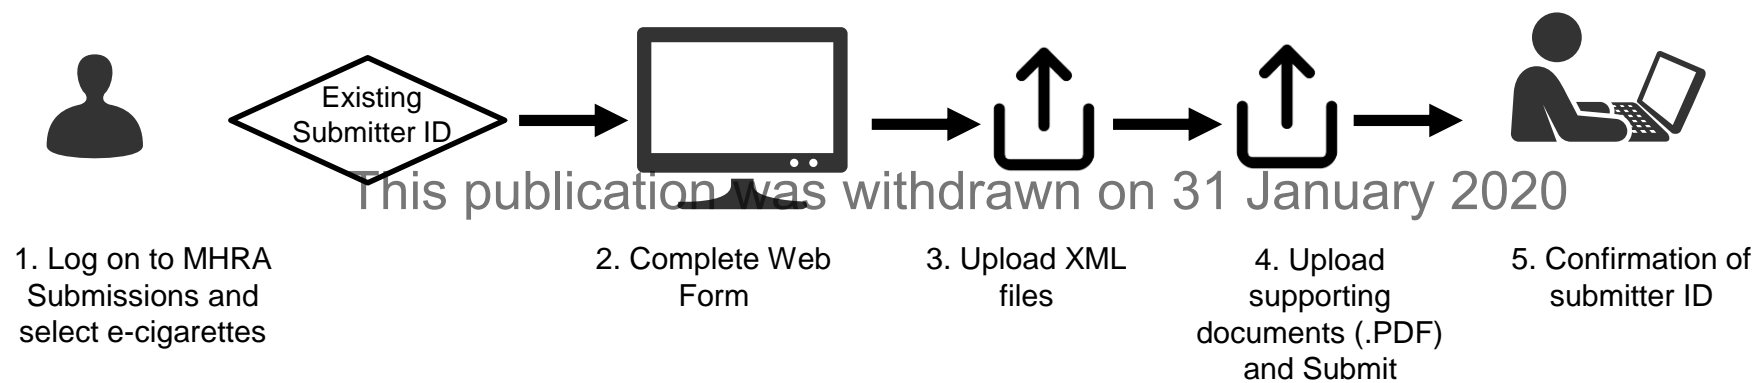 Existing
Submitter ID
This publication was withdrawn on 31 January 2020
1. Log on to MHRA
Submissions and
select e-cigarettes
2. Complete Web
Form
3. Upload XML
files
4. Upload
supporting
documents (.PDF)
and Submit
5. Confirmation of
submitter ID